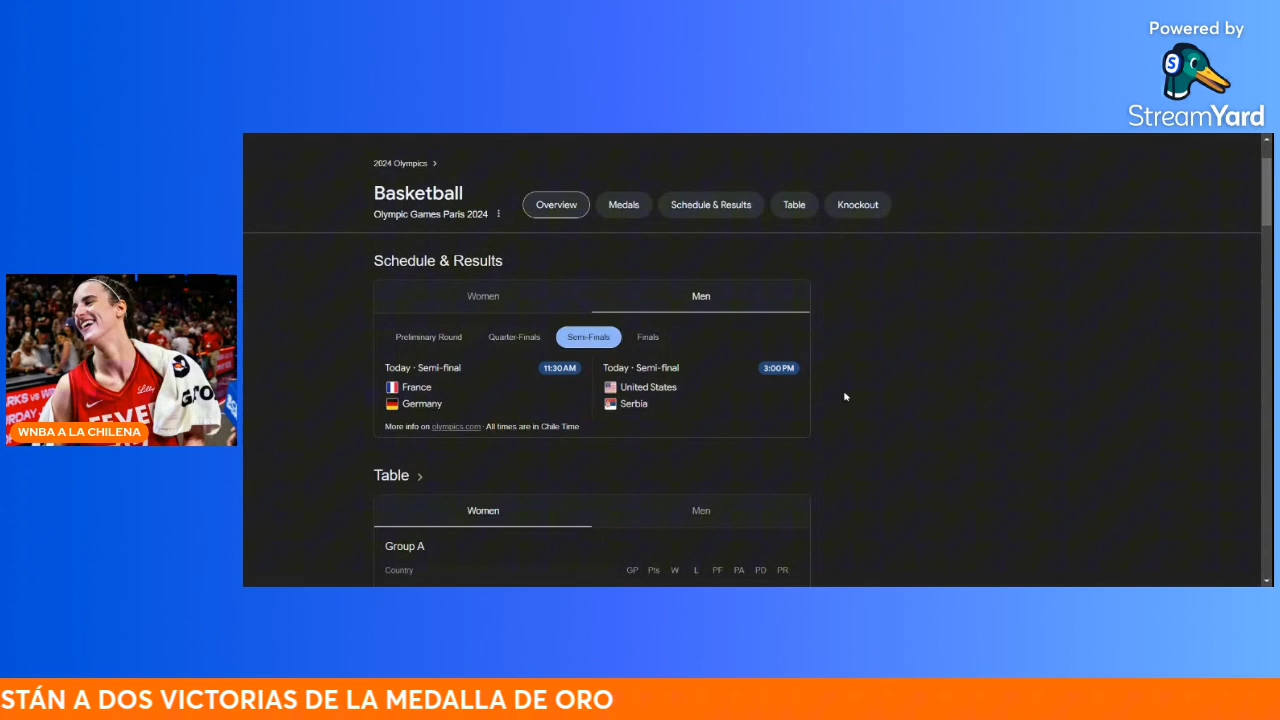 Powered by
StreamYard
2024 Olympics
Basketball
Olympic Games Paris 2024
Overview
Medals
Schedule & Results
Table
Knockout
Schedule & Results
Women
Men
Preliminary Round
Quarter-Finals
Semi-Finals
Finals
Today · Semi-final
11:30 AM
France
Germany
Today · Semi-final
3:00 PM
United States
Serbia
More info on olympics.com · All times are in Chile Time
Table
Women
Men
Group A
Country GP Pts W L PF PA PD PR
Lilly
FEVER
WNBA A LA CHILENA
STÁN A DOS VICTORIAS DE LA MEDALLA DE ORO